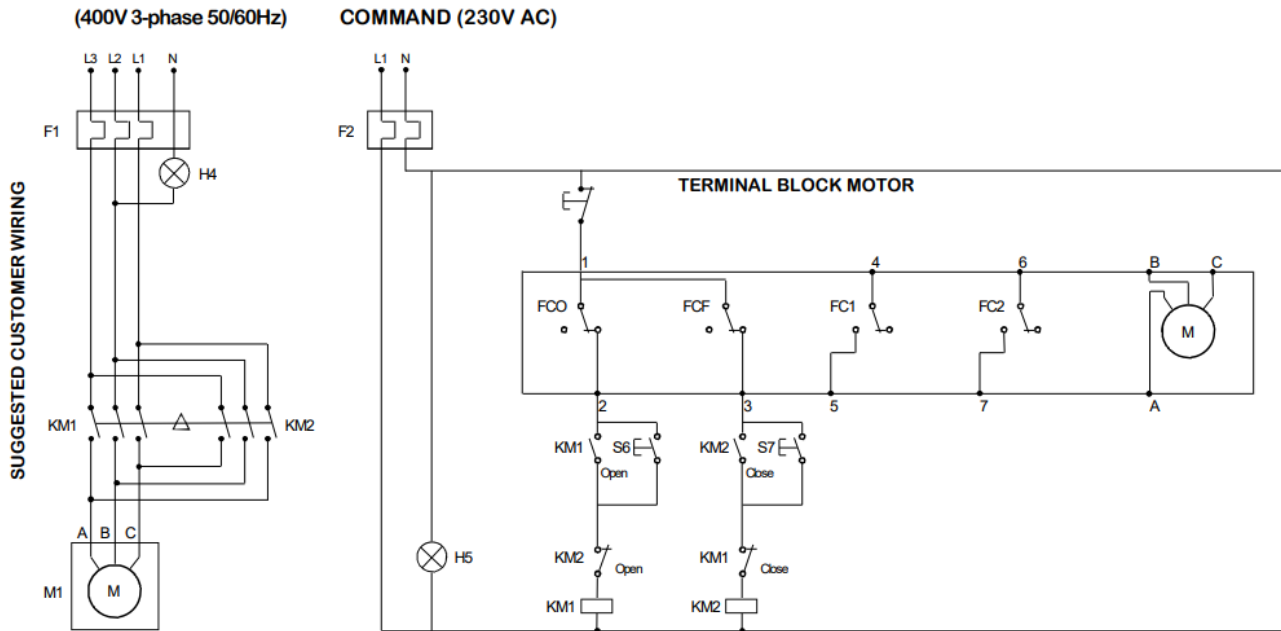 (400V 3-phase 50/60Hz) COMMAND (230V AC)
L3 L2 L1 N L1 N
F1 F2
H4
SUGGESTED CUSTOMER WIRING
TERMINAL BLOCK MOTOR
1 4 6 B C
FCO FCF FC1 FC2
M
2 3 5 7 A
KM1 KM2 KM1 S6 KM2 S7
Open Close
A B C
H5 KM2 Open KM1 Close
M1 M KM1 KM2